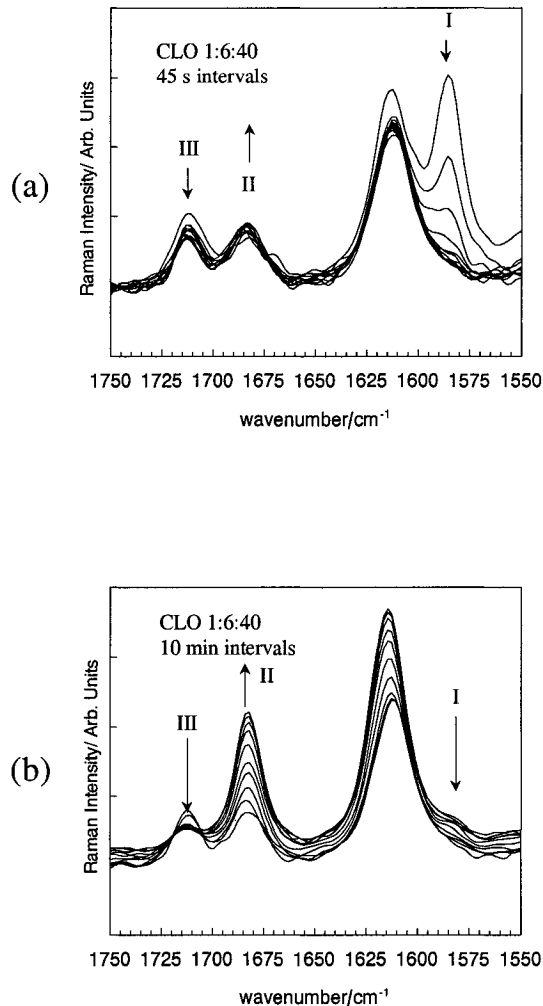 (a)
CLO 1:6:40
45 s intervals
I
III
II
Raman Intensity/ Arb. Units
1750 1725 1700 1675 1650 1625 1600 1575 1550
wavenumber/cm-1
(b)
CLO 1:6:40
10 min intervals
II
III
I
Raman Intensity/ Arb. Units
1750 1725 1700 1675 1650 1625 1600 1575 1550
wavenumber/cm-1